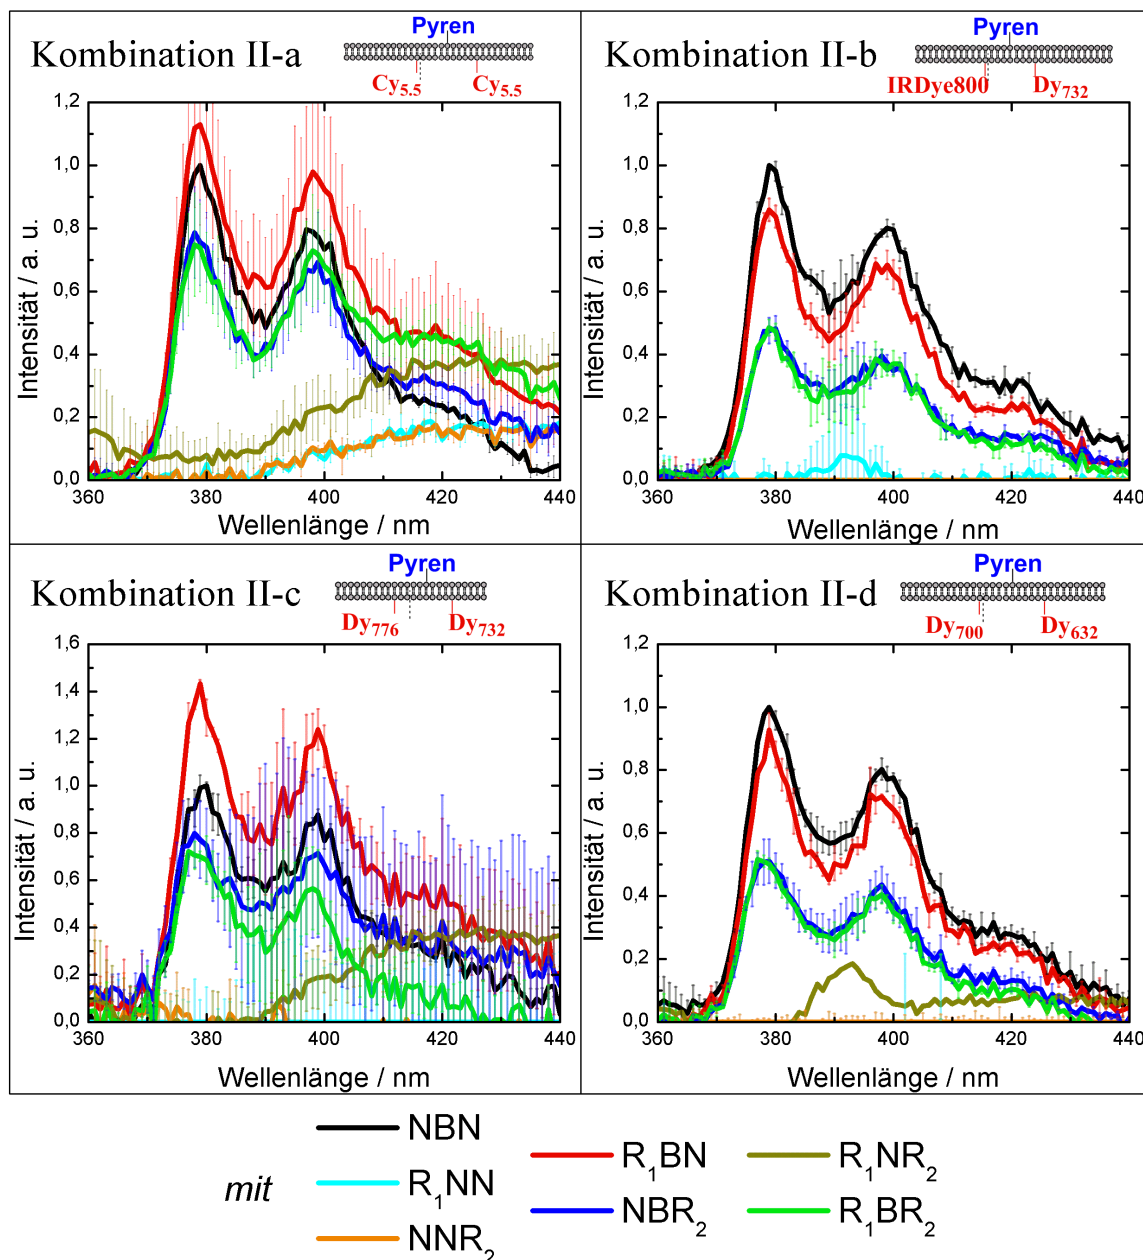 Kombination II-a
Pyren
Cy5.5 Cy5.5
1,2
1,0
0,8
0,6
0,4
0,2
0,0
360 380 400 420 440
Intensität / a. u.
Wellenlänge / nm
Kombination II-b
Pyren
IRDye800 Dy732
1,2
1,0
0,8
0,6
0,4
0,2
0,0
360 380 400 420 440
Intensität / a. u.
Wellenlänge / nm
Kombination II-c
Pyren
Dy776 Dy732
1,6
1,4
1,2
1,0
0,8
0,6
0,4
0,2
0,0
360 380 400 420 440
Intensität / a. u.
Wellenlänge / nm
Kombination II-d
Pyren
Dy700 Dy632
1,2
1,0
0,8
0,6
0,4
0,2
0,0
360 380 400 420 440
Intensität / a. u.
Wellenlänge / nm
mit
NBN
R1NN
NNR2
R1BN
NBR2
R1NR2
R1BR2